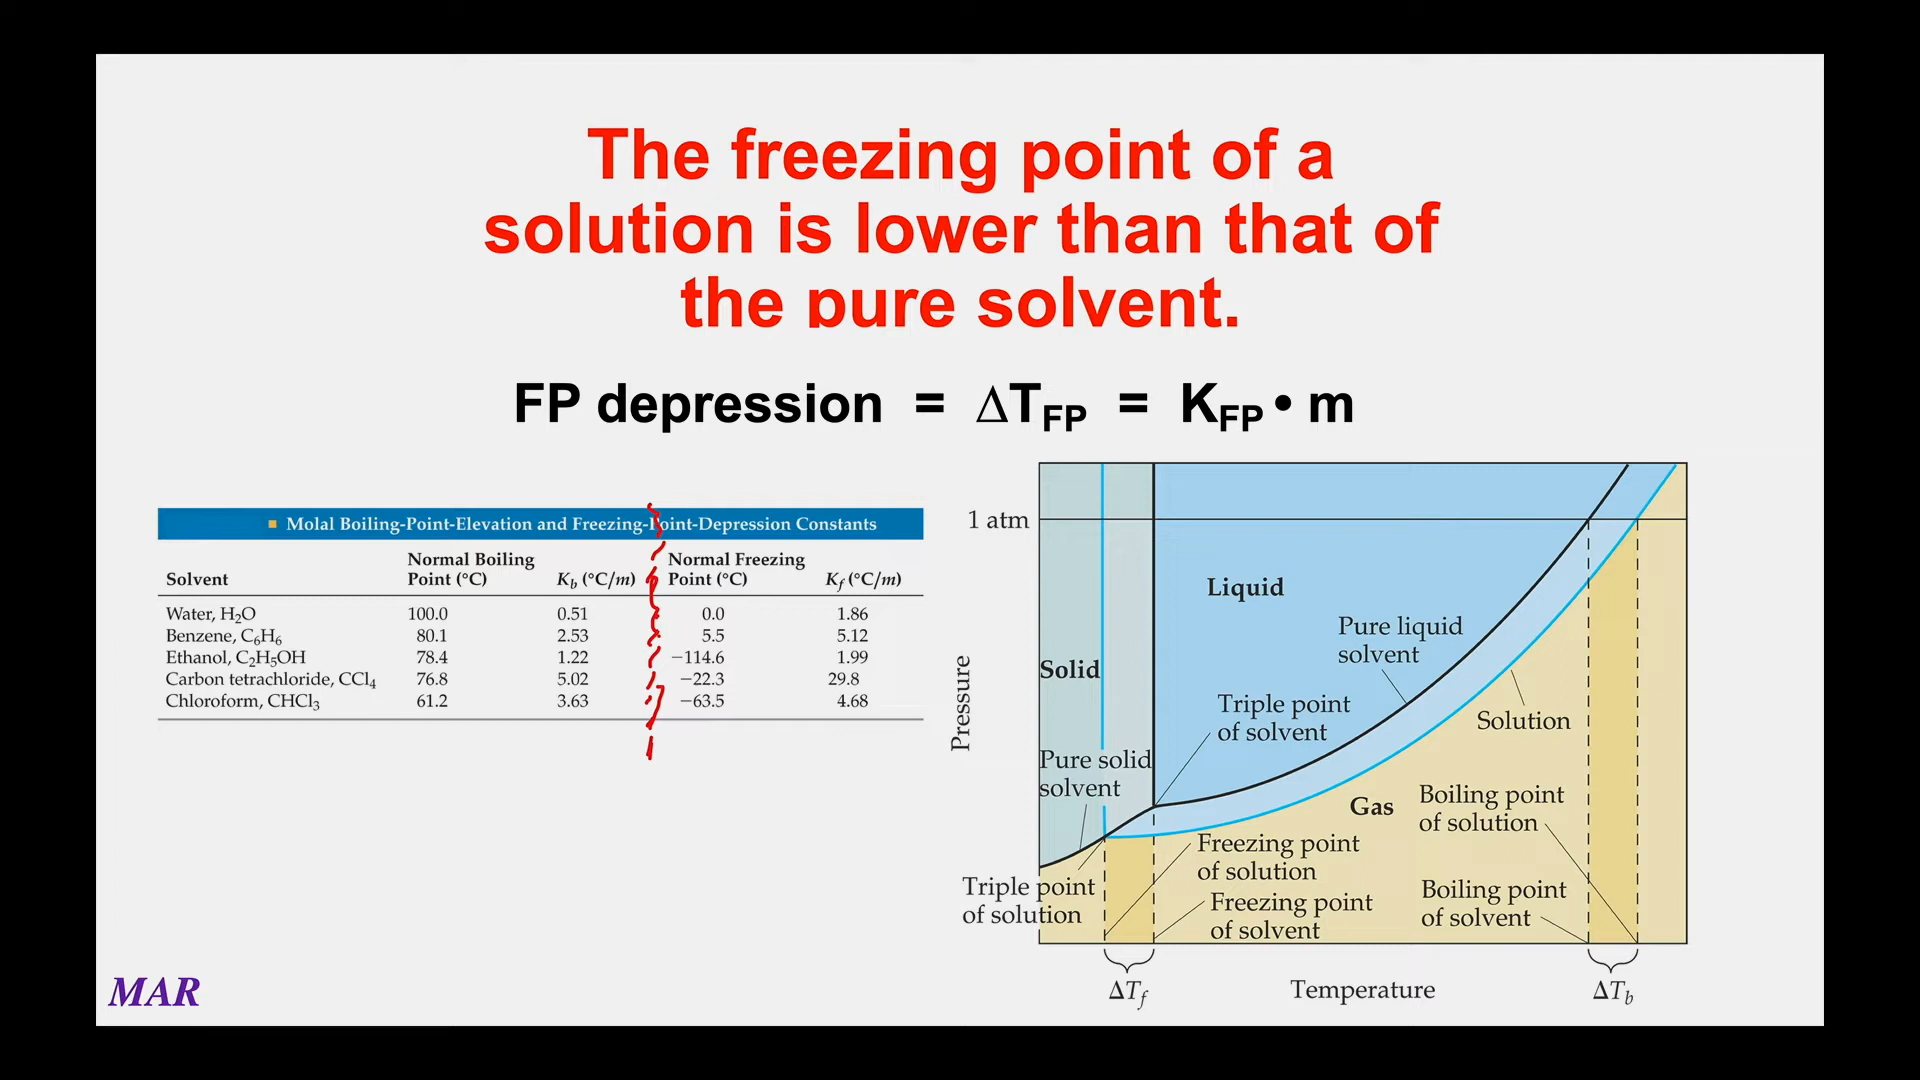 The freezing point of a
solution is lower than that of
the pure solvent.
FP depression = ΔT_FP = K_FP • m
■ Molal Boiling-Point-Elevation and Freezing-Point-Depression Constants
Normal Boiling Normal Freezing
Solvent Point (°C) K_b (°C/m) Point (°C) K_f (°C/m)
Water, H₂O 100.0 0.51 0.0 1.86
Benzene, C₆H₆ 80.1 2.53 5.5 5.12
Ethanol, C₂H₅OH 78.4 1.22 −114.6 1.99
Carbon tetrachloride, CCl₄ 76.8 5.02 −22.3 29.8
Chloroform, CHCl₃ 61.2 3.63 −63.5 4.68
1 atm
Pressure
Solid
Liquid
Pure liquid
solvent
Triple point
of solvent
Solution
Pure solid
solvent
Gas
Boiling point
of solution
Freezing point
of solution
Triple point
of solution
Freezing point
of solvent
Boiling point
of solvent
ΔT_f
Temperature
ΔT_b
MAR